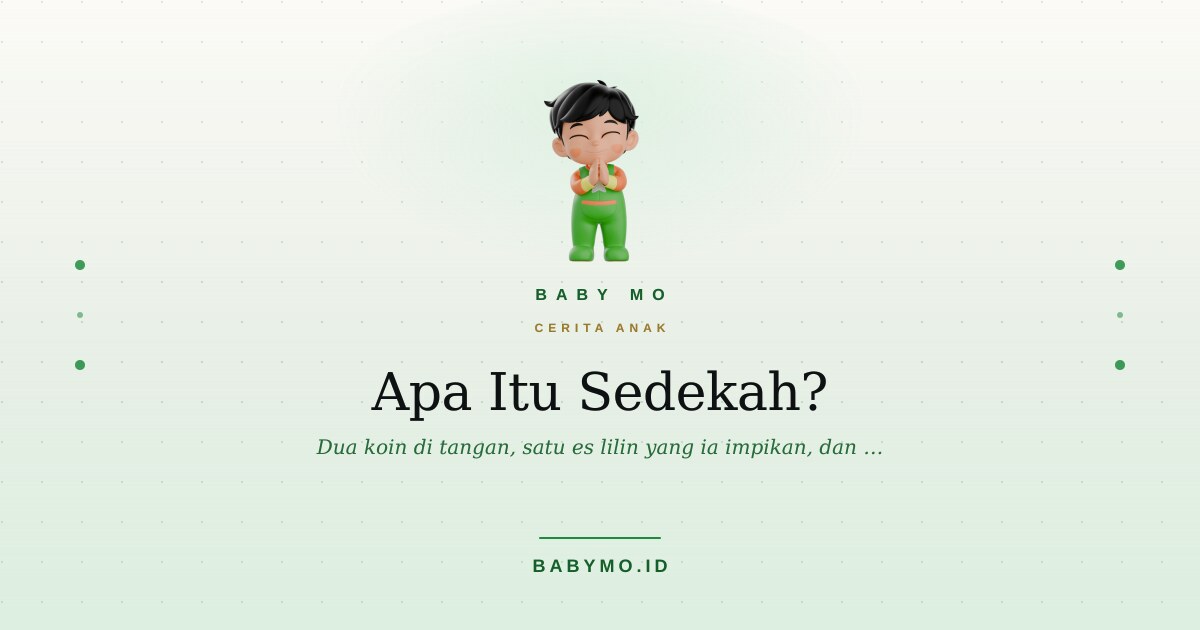 BABY MO
CERITA ANAK
Apa Itu Sedekah?
Dua koin di tangan, satu es lilin yang ia impikan, dan ...
BABYMO.ID